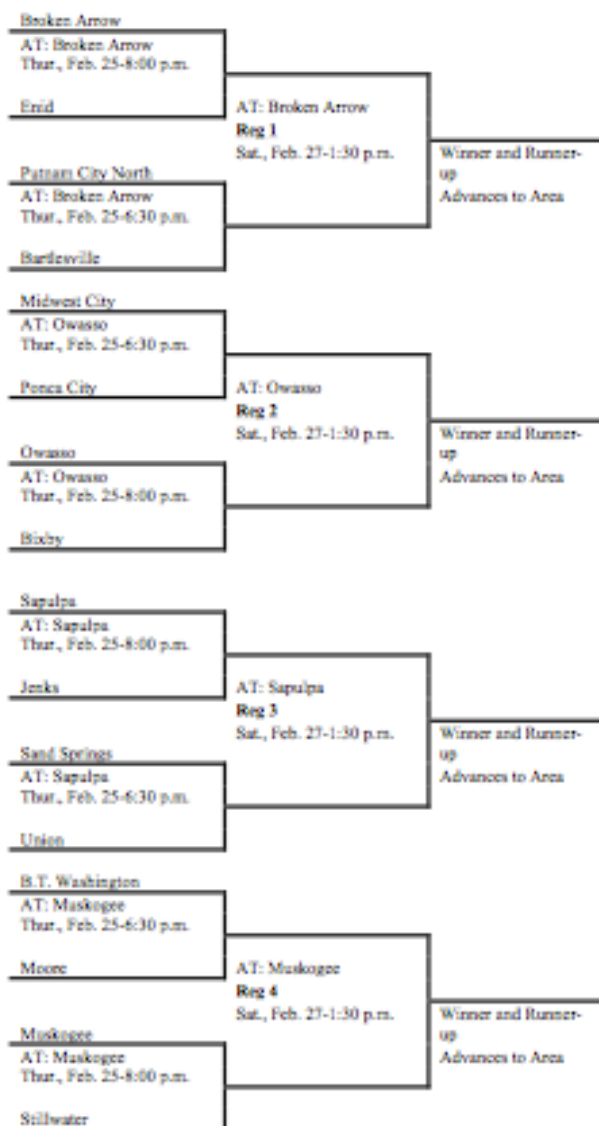 Broken Arrow
AT: Broken Arrow
Thur., Feb. 25-8:00 p.m.
Enid
AT: Broken Arrow
Reg 1
Sat., Feb. 27-1:30 p.m.
Winner and Runner-
up
Advances to Area
Putnam City North
AT: Broken Arrow
Thur., Feb. 25-6:30 p.m.
Bartlesville
Midwest City
AT: Owasso
Thur., Feb. 25-6:30 p.m.
Ponca City
AT: Owasso
Reg 2
Sat., Feb. 27-1:30 p.m.
Winner and Runner-
up
Advances to Area
Owasso
AT: Owasso
Thur., Feb. 25-8:00 p.m.
Bixby
Sapulpa
AT: Sapulpa
Thur., Feb. 25-8:00 p.m.
Jenks
AT: Sapulpa
Reg 3
Sat., Feb. 27-1:30 p.m.
Winner and Runner-
up
Advances to Area
Sand Springs
AT: Sapulpa
Thur., Feb. 25-6:30 p.m.
Union
B.T. Washington
AT: Muskogee
Thur., Feb. 25-6:30 p.m.
Moore
AT: Muskogee
Reg 4
Sat., Feb. 27-1:30 p.m.
Winner and Runner-
up
Advances to Area
Muskogee
AT: Muskogee
Thur., Feb. 25-8:00 p.m.
Stillwater